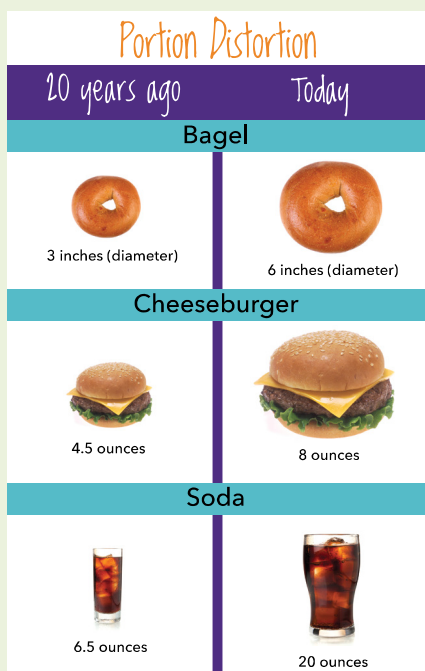 Portion Distortion
20 years ago Today
Bagel
3 inches (diameter)
6 inches (diameter)
Cheeseburger
4.5 ounces
8 ounces
Soda
6.5 ounces
20 ounces